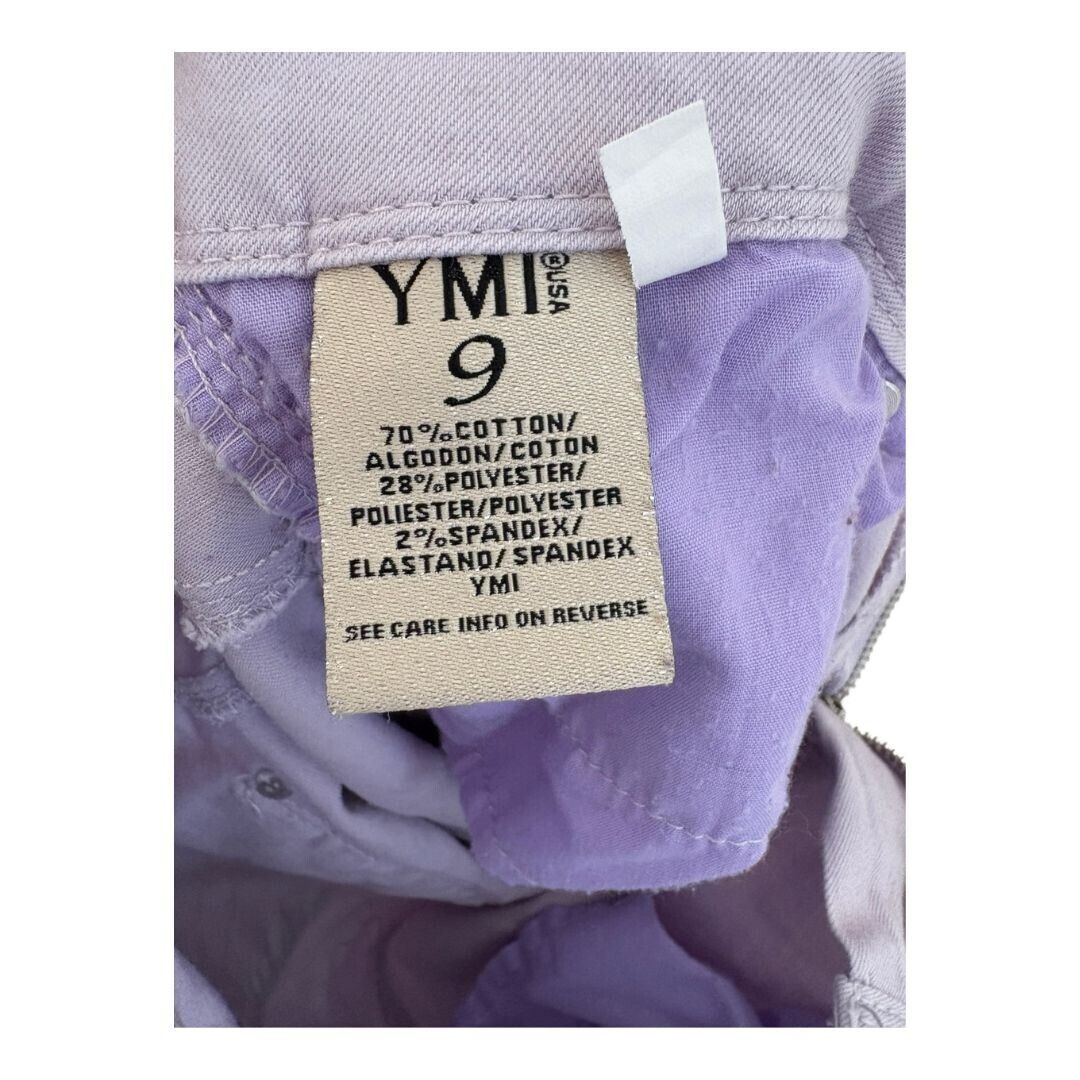 YMI ®USA
9
70%COTTON/
ALGODON/COTON
28%POLYESTER/
POLIESTER/POLYESTER
2%SPANDEX/
ELASTANO/SPANDEX
YMI
SEE CARE INFO ON REVERSE